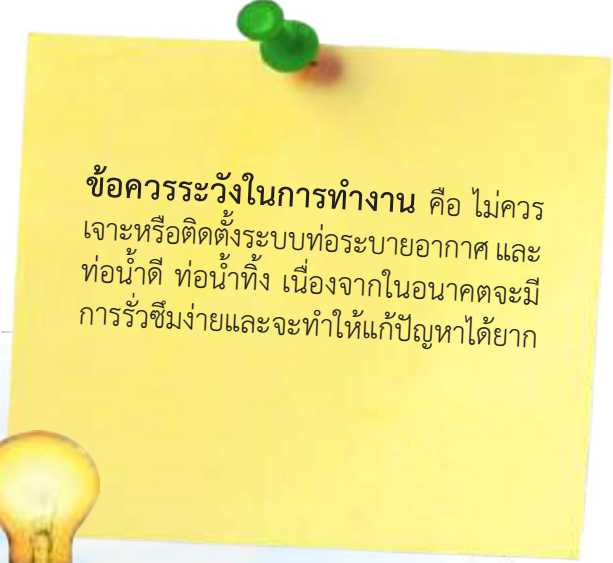 ข้อควรระวังในการทำงาน คือ ไม่ควร
เจาะหรือติดตั้งระบบท่อระบายอากาศ และ
ท่อน้ำดี ท่อน้ำทิ้ง เนื่องจากในอนาคตจะมี
การรั่วซึมง่ายและจะทำให้แก้ปัญหาได้ยาก